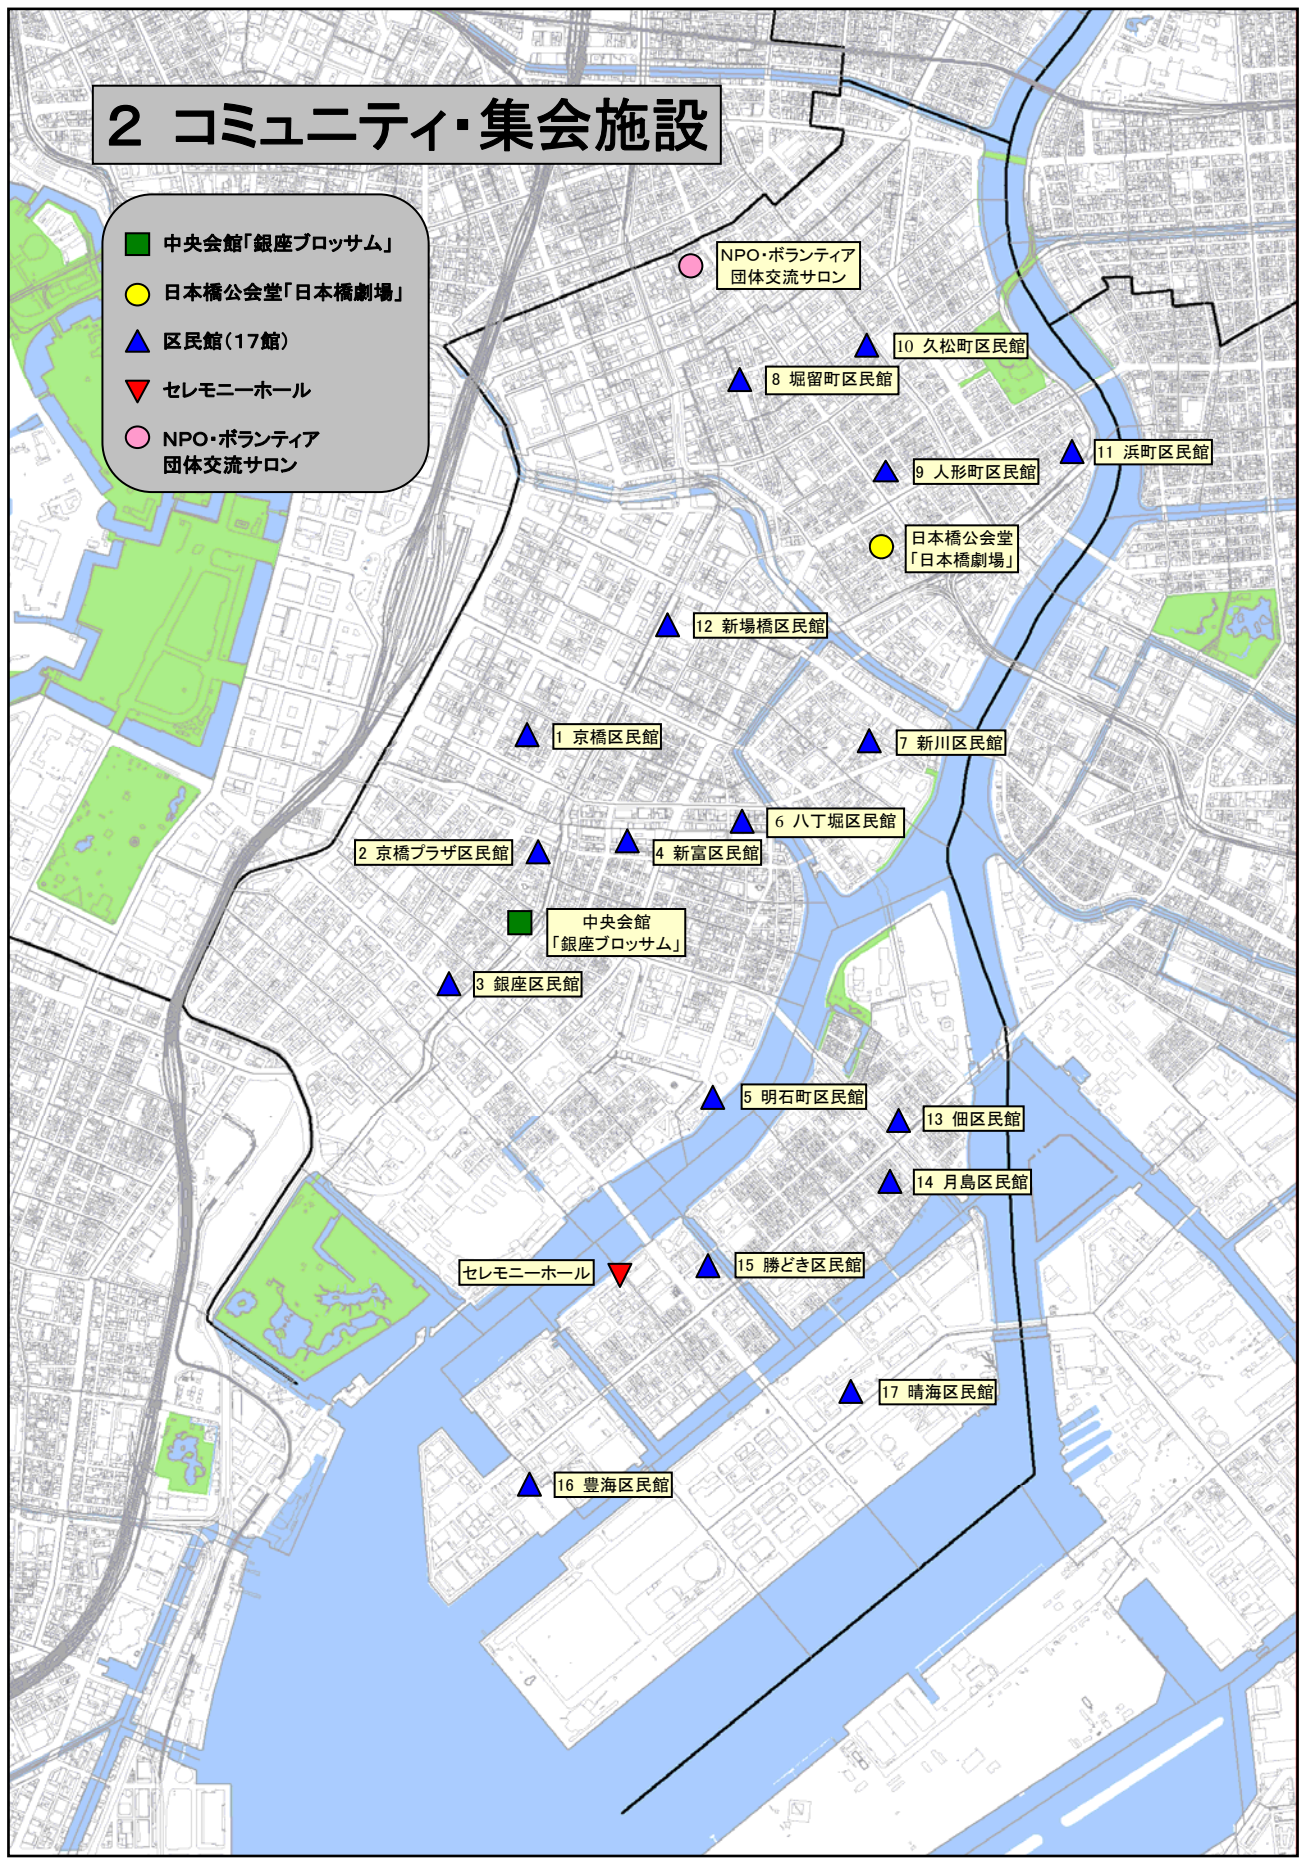 ２ コミュニティ・集会施設
中央会館「銀座ブロッサム」
日本橋公会堂「日本橋劇場」
区民館（１７館）
セレモニーホール
ＮＰＯ・ボランティア
団体交流サロン
ＮＰＯ・ボランティア
団体交流サロン
10 久松町区民館
8 堀留町区民館
11 浜町区民館
9 人形町区民館
日本橋公会堂
「日本橋劇場」
12 新場橋区民館
1 京橋区民館
7 新川区民館
6 八丁堀区民館
2 京橋プラザ区民館
4 新富区民館
中央会館
「銀座ブロッサム」
3 銀座区民館
5 明石町区民館
13 佃区民館
14 月島区民館
セレモニーホール
15 勝どき区民館
17 晴海区民館
16 豊海区民館